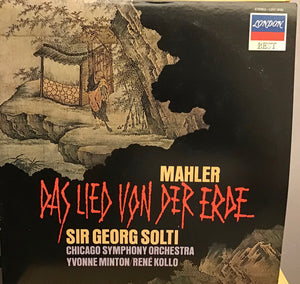 LONDON
BEST
MAHLER
DAS LIED VON DER ERDE
SIR GEORG SOLTI
CHICAGO SYMPHONY ORCHESTRA
YVONNE MINTON/RENÉ KOLLO